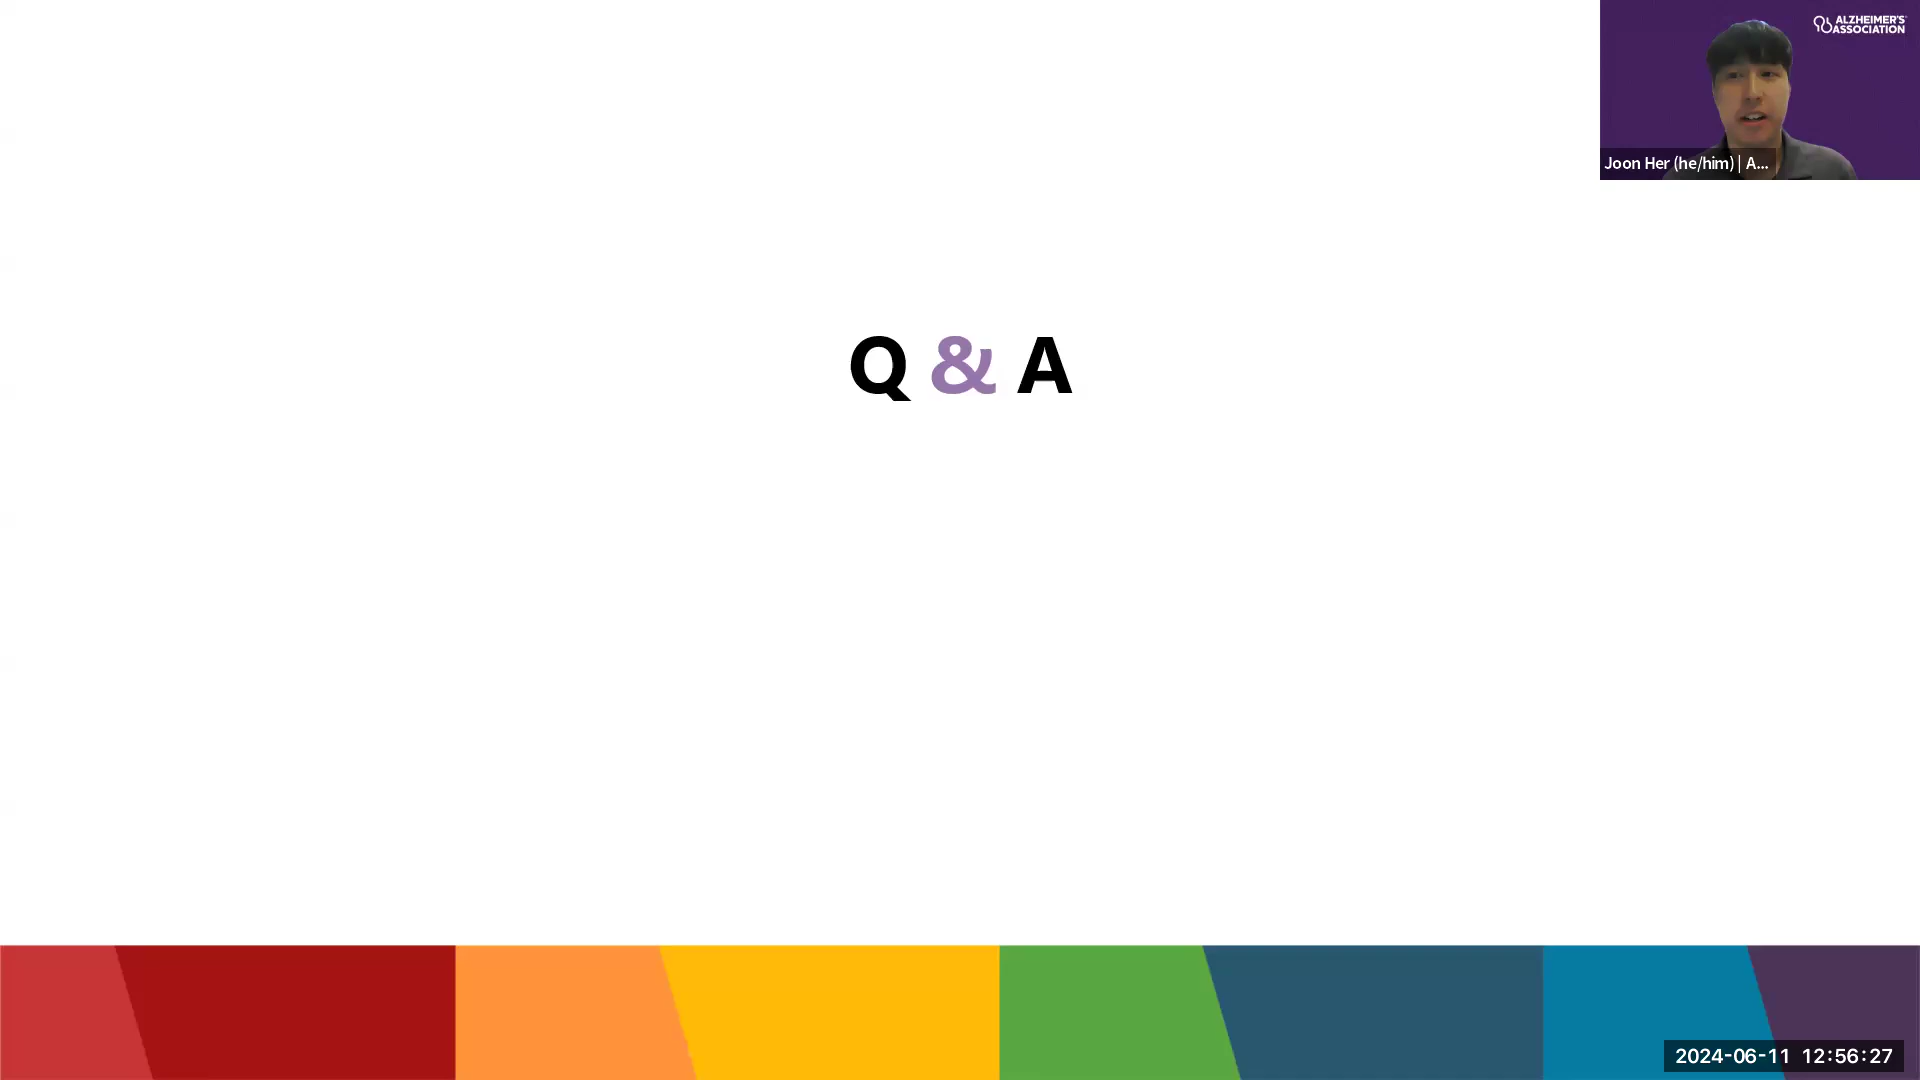 ALZHEIMER'S
ASSOCIATION
Joon Her (he/him) | A...
Q & A
2024-06-11 12:56:27